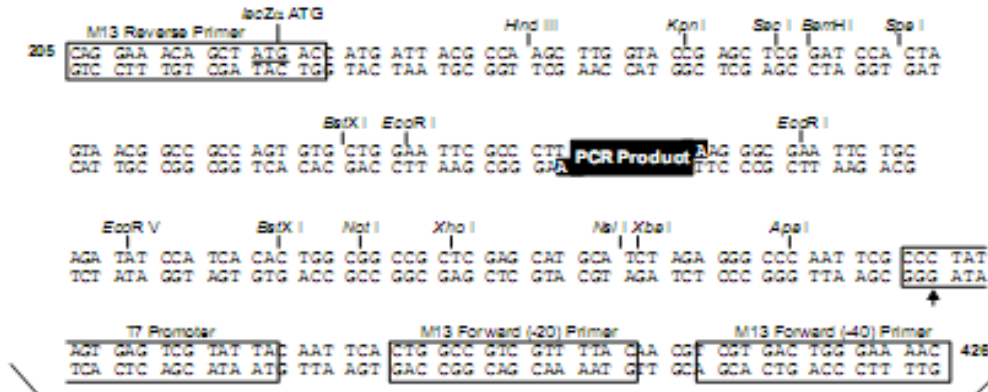 lacZα ATG
M13 Reverse Primer Hind III Kpn I Sac I BamH I Spe I
205 CAG GAA ACA GCT ATG ACC ATG ATT ACG CCA AGC TTG GTA CCG AGC TCG GAT CCA CTA
GTC CTT TGT CGA TAC TGG TAC TAA TGC GGT TCG AAC CAT GGC TCG AGC CTA GGT GAT
BstX I EcoR I EcoR I
GTA ACG GCC GCC AGT GTG CTG GAA TTC GCC CTT PCR Product AAG GGC GAA TTC TGC
CAT TGC CGG CGG TCA CAC GAC CTT AAG CGG GAA TTC CCG CTT AAG ACG
EcoR V BstX I Not I Xho I Nsi I Xba I Apa I
AGA TAT CCA TCA CAC TGG CGG CCG CTC GAG CAT GCA TCT AGA GGG CCC AAT TCG CCC TAT
TCT ATA GGT AGT GTG ACC GCC GGC GAG CTC GTA CGT AGA TCT CCC GGG TTA AGC GGG ATA
T7 Promoter M13 Forward (-20) Primer M13 Forward (-40) Primer
AGT GAG TCG TAT TAC AAT TCA CTG GCC GTC GTT TTA CAA CGT CGT GAC TGG GAA AAC 426
TCA CTC AGC ATA ATG TTA AGT GAC CGG CAG CAA AAT GTT GCA GCA CTG ACC CTT TTG